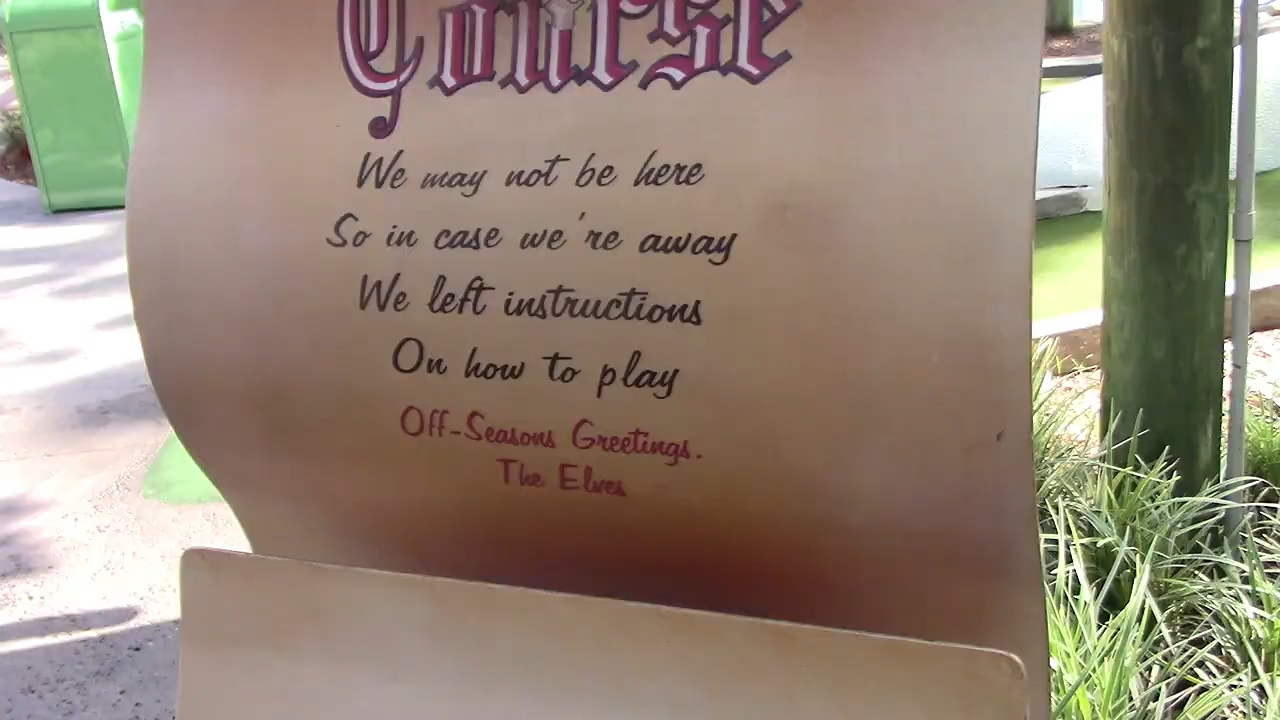 Course
We may not be here
So in case we're away
We left instructions
On how to play
Off-Seasons Greetings.
The Elves